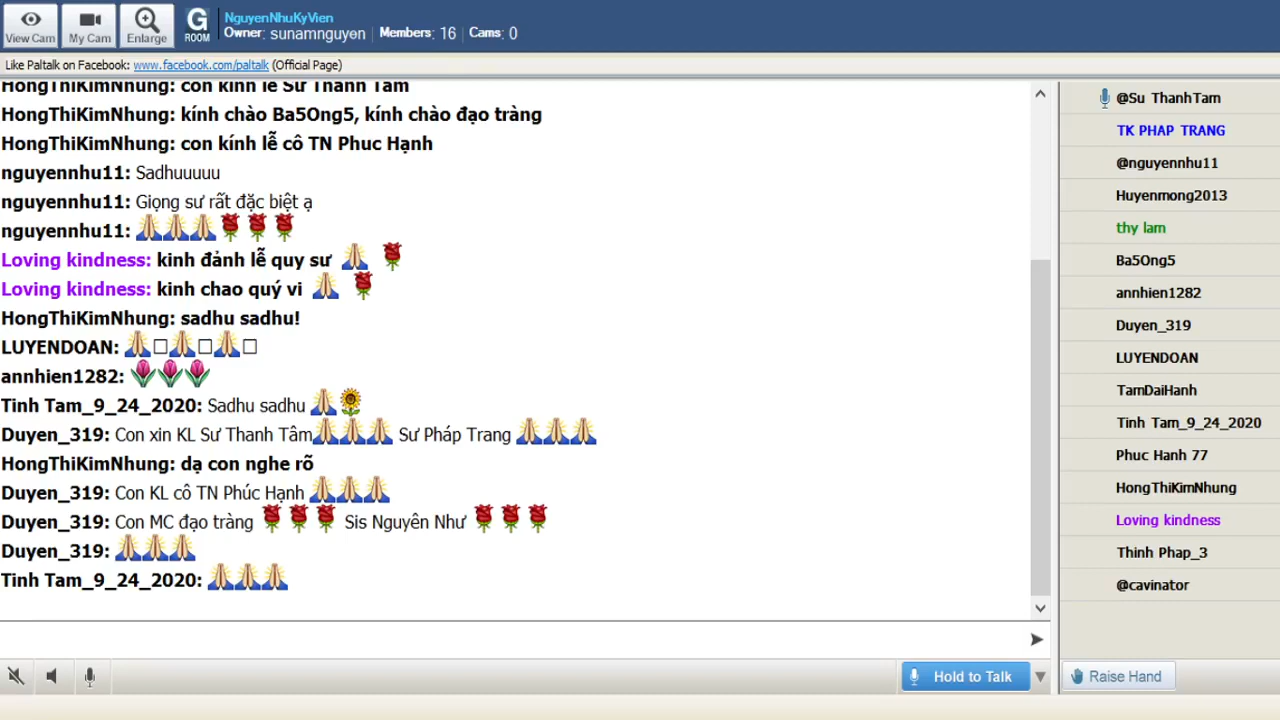 View Cam
My Cam
Enlarge
G
ROOM
NguyenNhuKyVien
Owner: sunamnguyen Members: 16 Cams: 0
Like Paltalk on Facebook: www.facebook.com/paltalk (Official Page)
HongThiKimNhung: con kính lễ Sư Thanh Tâm
HongThiKimNhung: kính chào Ba5Ong5, kính chào đạo tràng
HongThiKimNhung: con kính lễ cô TN Phuc Hạnh
nguyennhu11: Sadhuuuuu
nguyennhu11: Giọng sư rất đặc biệt ạ
nguyennhu11: 🙏🙏🙏🌹🌹🌹
Loving kindness: kinh đảnh lễ quy sư 🙏 🌹
Loving kindness: kinh chao quý vi 🙏 🌹
HongThiKimNhung: sadhu sadhu!
LUYENDOAN: 🙏□🙏□🙏□
annhien1282: 🌷🌷🌷
Tinh Tam_9_24_2020: Sadhu sadhu 🙏🌻
Duyen_319: Con xin KL Sư Thanh Tâm🙏🙏🙏 Sư Pháp Trang 🙏🙏🙏
HongThiKimNhung: dạ con nghe rõ
Duyen_319: Con KL cô TN Phúc Hạnh 🙏🙏🙏
Duyen_319: Con MC đạo tràng 🌹🌹🌹 Sis Nguyên Như 🌹🌹🌹
Duyen_319: 🙏🙏🙏
Tinh Tam_9_24_2020: 🙏🙏🙏
Hold to Talk
@Su ThanhTam
TK PHAP TRANG
@nguyennhu11
Huyenmong2013
thy lam
Ba5Ong5
annhien1282
Duyen_319
LUYENDOAN
TamDaiHanh
Tinh Tam_9_24_2020
Phuc Hanh 77
HongThiKimNhung
Loving kindness
Thinh Phap_3
@cavinator
Raise Hand